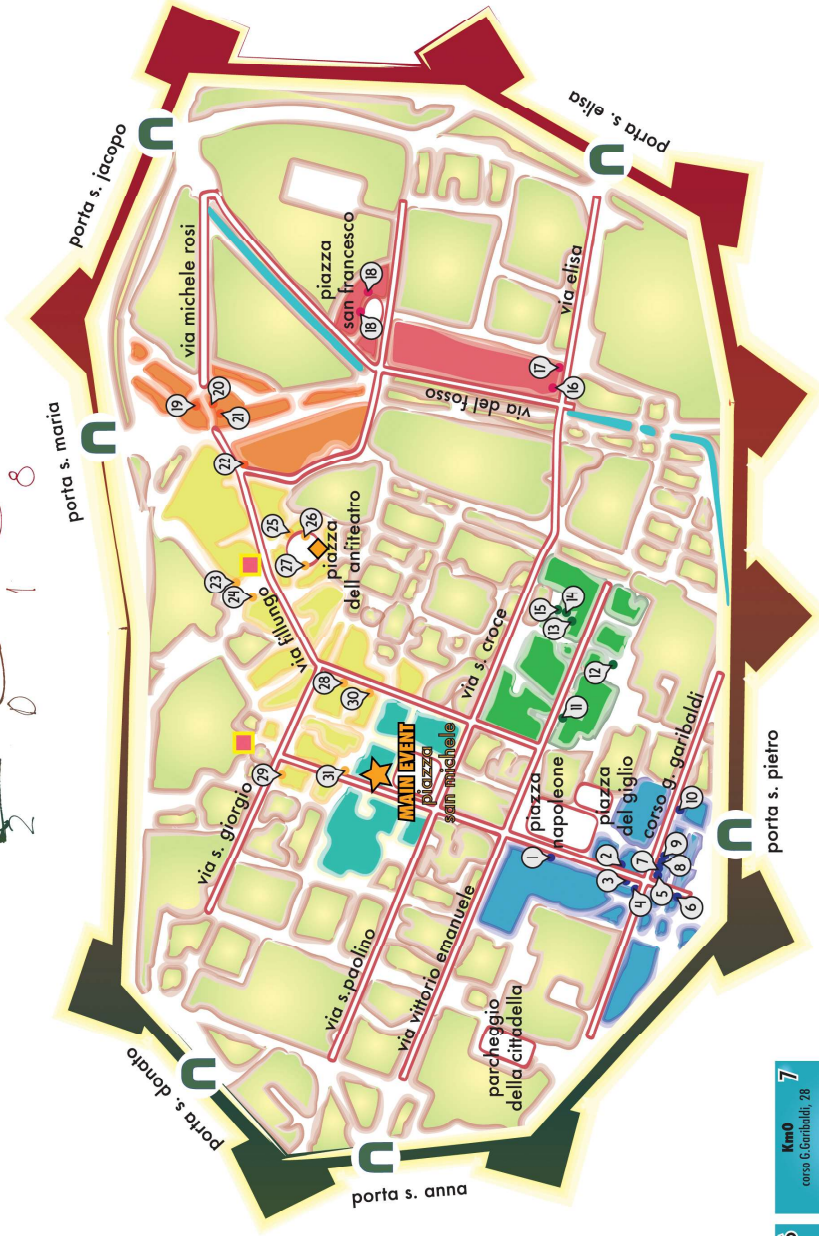 porta s. maria
porta s. jacopo
porta s. elisa
via michele rosi
piazza
san francesco
via elisa
via del fosso
19
20
21
22
18
18
17
16
23
24
25
26
27
piazza
dell anfiteatro
via fillungo
28
30
29
31
via s. giorgio
MAIN EVENT
piazza
san michele
via s. croce
15
14
13
12
11
via s.paolino
via vittorio emanuele
piazza
napoleone
piazza
del giglio
corso g. garibaldi
1
2
3
4
5
6
7
8
9
10
parcheggio
della cittadella
porta s. donato
porta s. anna
porta s. pietro
Km0
corso G.Garibaldi, 28
7